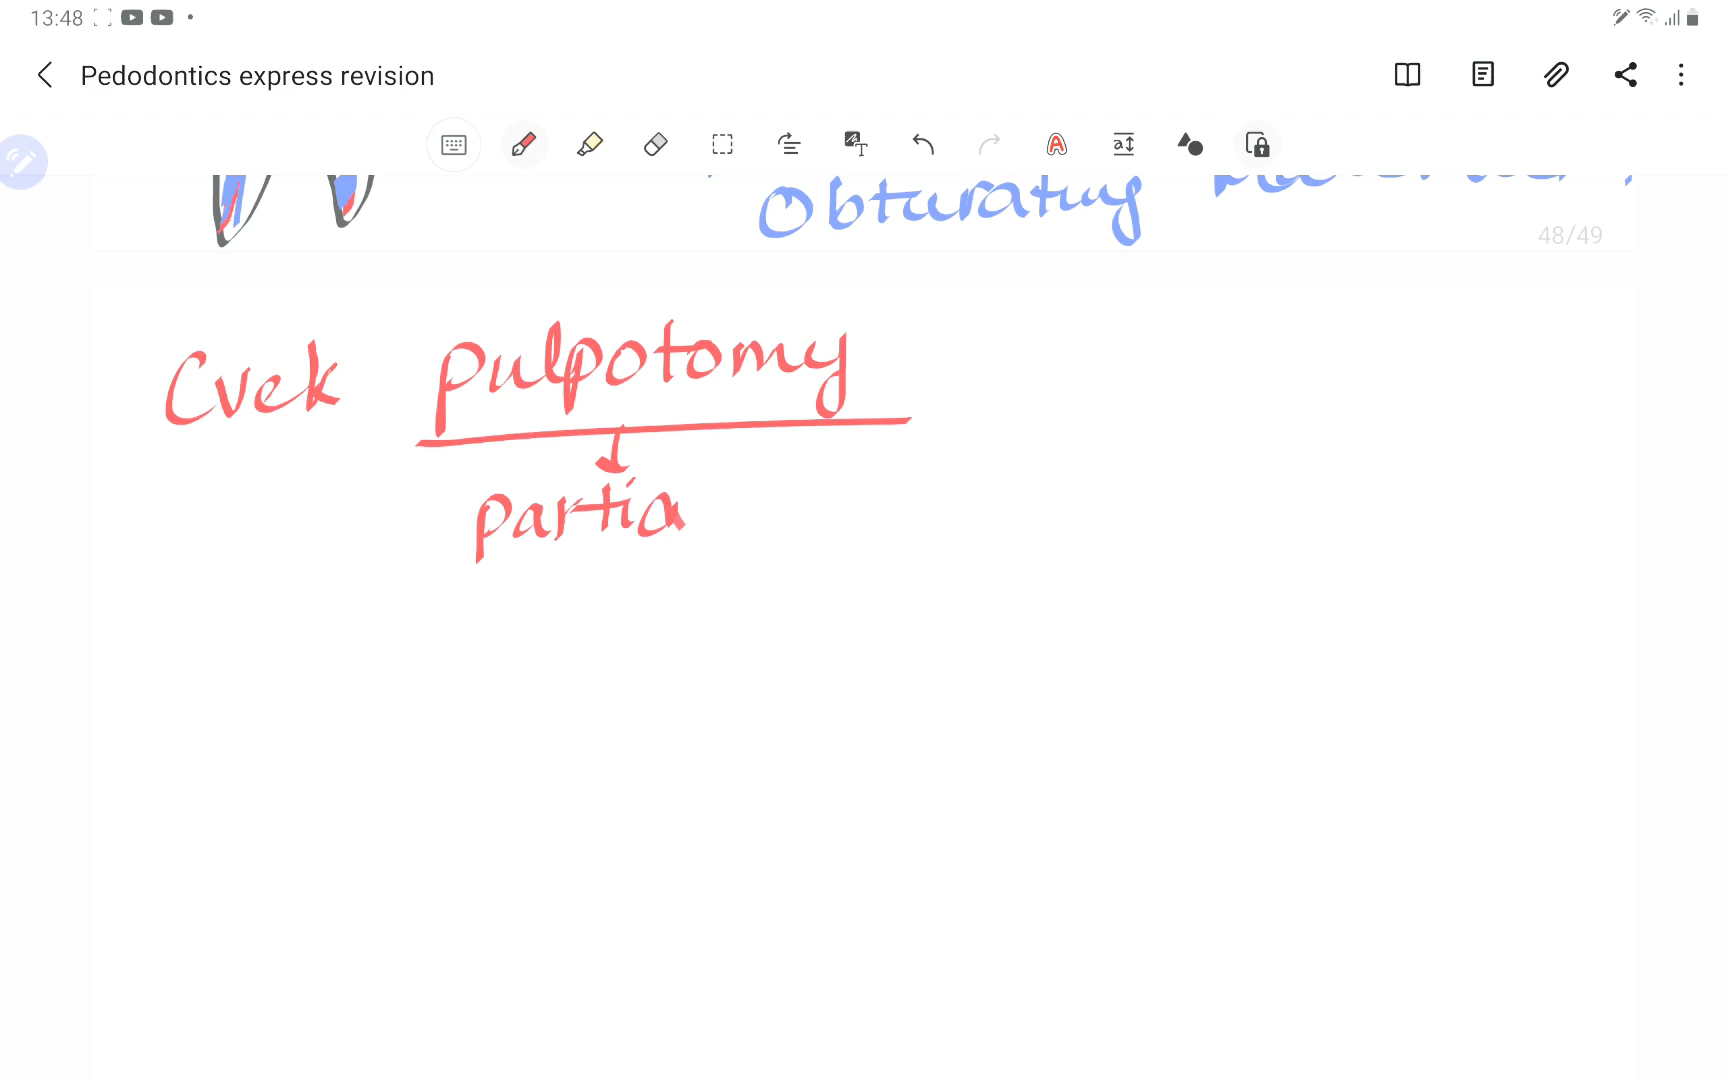 13:48
Pedodontics express revision
Obturating
48/49
Cvek pulpotomy
partia